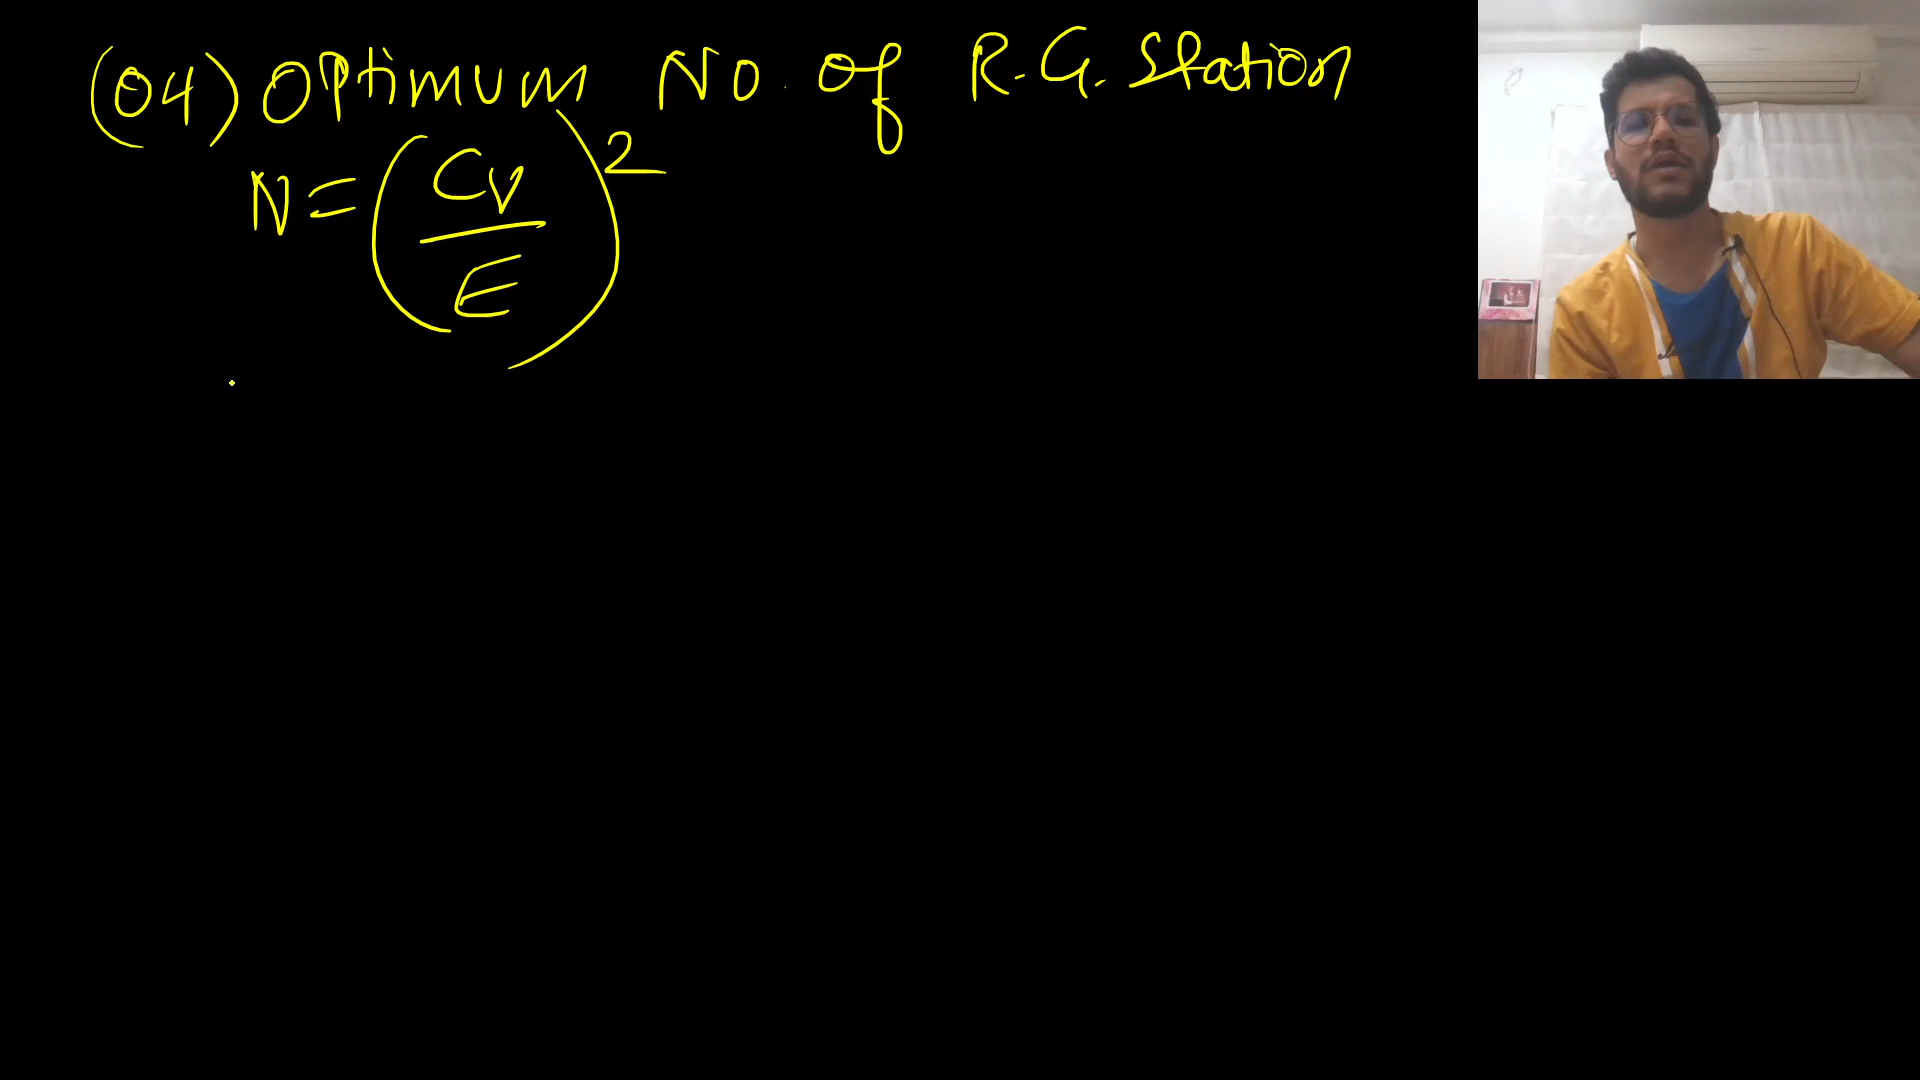 (04) Optimum No. of R.G. Station
N = (Cv/E)²